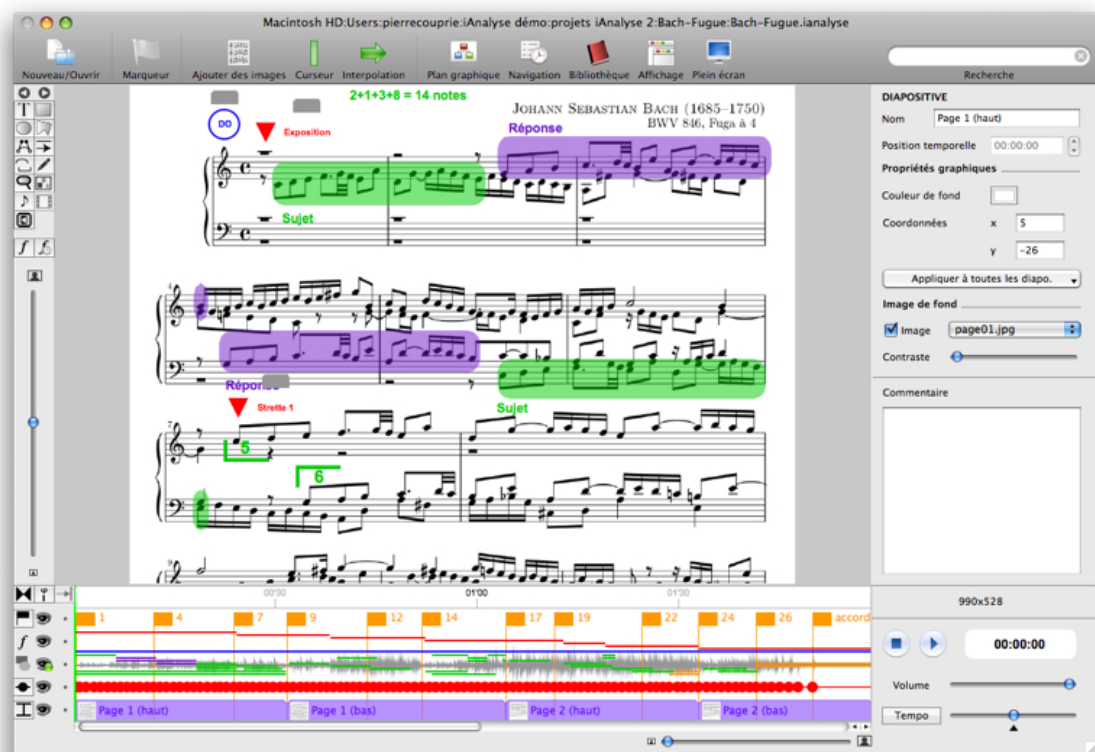 Macintosh HD:Users:pierrecouprie:iAnalyse démo:projets iAnalyse 2:Bach-Fugue:Bach-Fugue.ianalyse
Nouveau/Ouvrir Marqueur Ajouter des images Curseur Interpolation Plan graphique Navigation Bibliothèque Affichage Plein écran Recherche
2+1+3+8 = 14 notes
DO
Exposition
JOHANN SEBASTIAN BACH (1685–1750)
BWV 846, Fuga à 4
Réponse
Sujet
4
Réponse
Sujet
Strette 1
7
5
6
DIAPOSITIVE
Nom Page 1 (haut)
Position temporelle 00:00:00
Propriétés graphiques
Couleur de fond
Coordonnées x 5
y -26
Appliquer à toutes les diapo.
Image de fond
Image page01.jpg
Contraste
Commentaire
00'30 01'00 01'30
1 4 7 9 12 14 17 19 22 24 26 accord
Page 1 (haut) Page 1 (bas) Page 2 (haut) Page 2 (bas)
990x528
00:00:00
Volume
Tempo